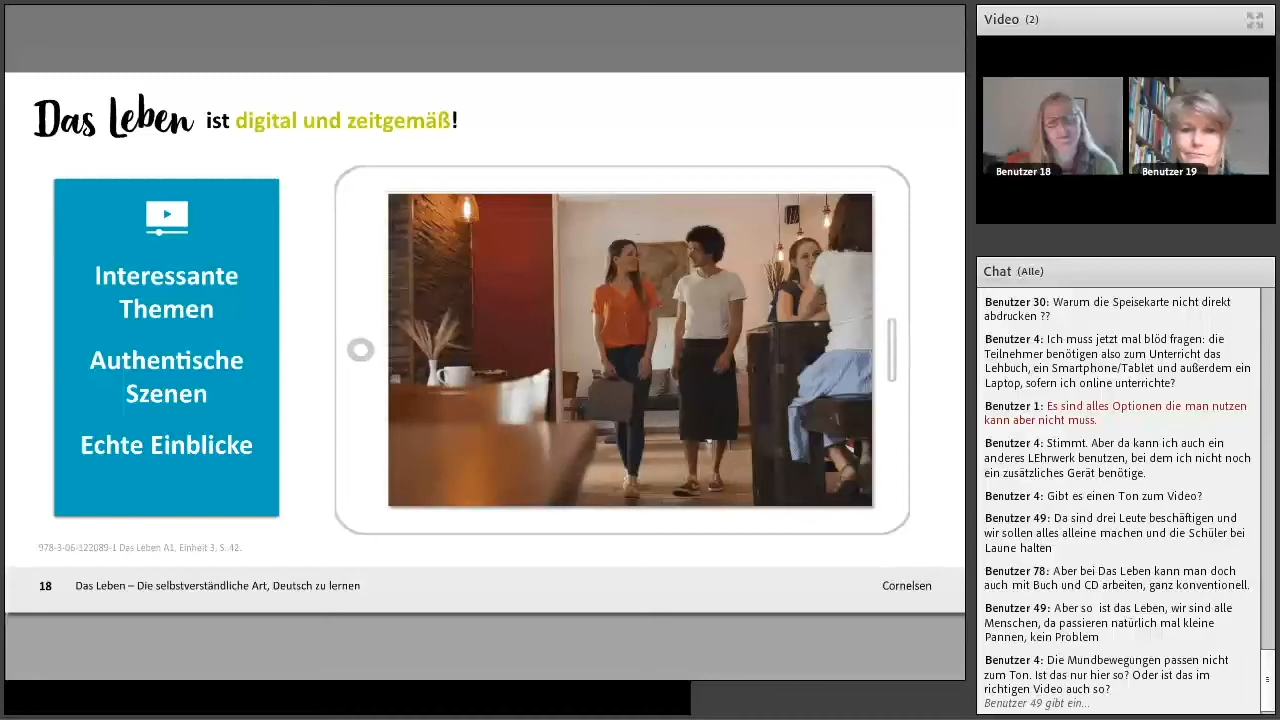 Das Leben ist digital und zeitgemäß!
Interessante
Themen
Authentische
Szenen
Echte Einblicke
978-3-06-122089-1 Das Leben A1, Einheit 3, S. 42.
18 Das Leben – Die selbstverständliche Art, Deutsch zu lernen Cornelsen
Video (2)
Benutzer 18 Benutzer 19
Chat (Alle)
Benutzer 30: Warum die Speisekarte nicht direkt
abdrucken ??
Benutzer 4: Ich muss jetzt mal blöd fragen: die
Teilnehmer benötigen also zum Unterricht das
Lehbuch, ein Smartphone/Tablet und außerdem ein
Laptop, sofern ich online unterrichte?
Benutzer 1: Es sind alles Optionen die man nutzen
kann aber nicht muss.
Benutzer 4: Stimmt. Aber da kann ich auch ein
anderes LEhrwerk benutzen, bei dem ich nicht noch
ein zusätzliches Gerät benötige.
Benutzer 4: Gibt es einen Ton zum Video?
Benutzer 49: Da sind drei Leute beschäftigen und
wir sollen alles alleine machen und die Schüler bei
Laune halten
Benutzer 78: Aber bei Das Leben kann man doch
auch mit Buch und CD arbeiten, ganz konventionell.
Benutzer 49: Aber so ist das Leben, wir sind alle
Menschen, da passieren natürlich mal kleine
Pannen, kein Problem
Benutzer 4: Die Mundbewegungen passen nicht
zum Ton. Ist das nur hier so? Oder ist das im
richtigen Video auch so?
Benutzer 49 gibt ein...